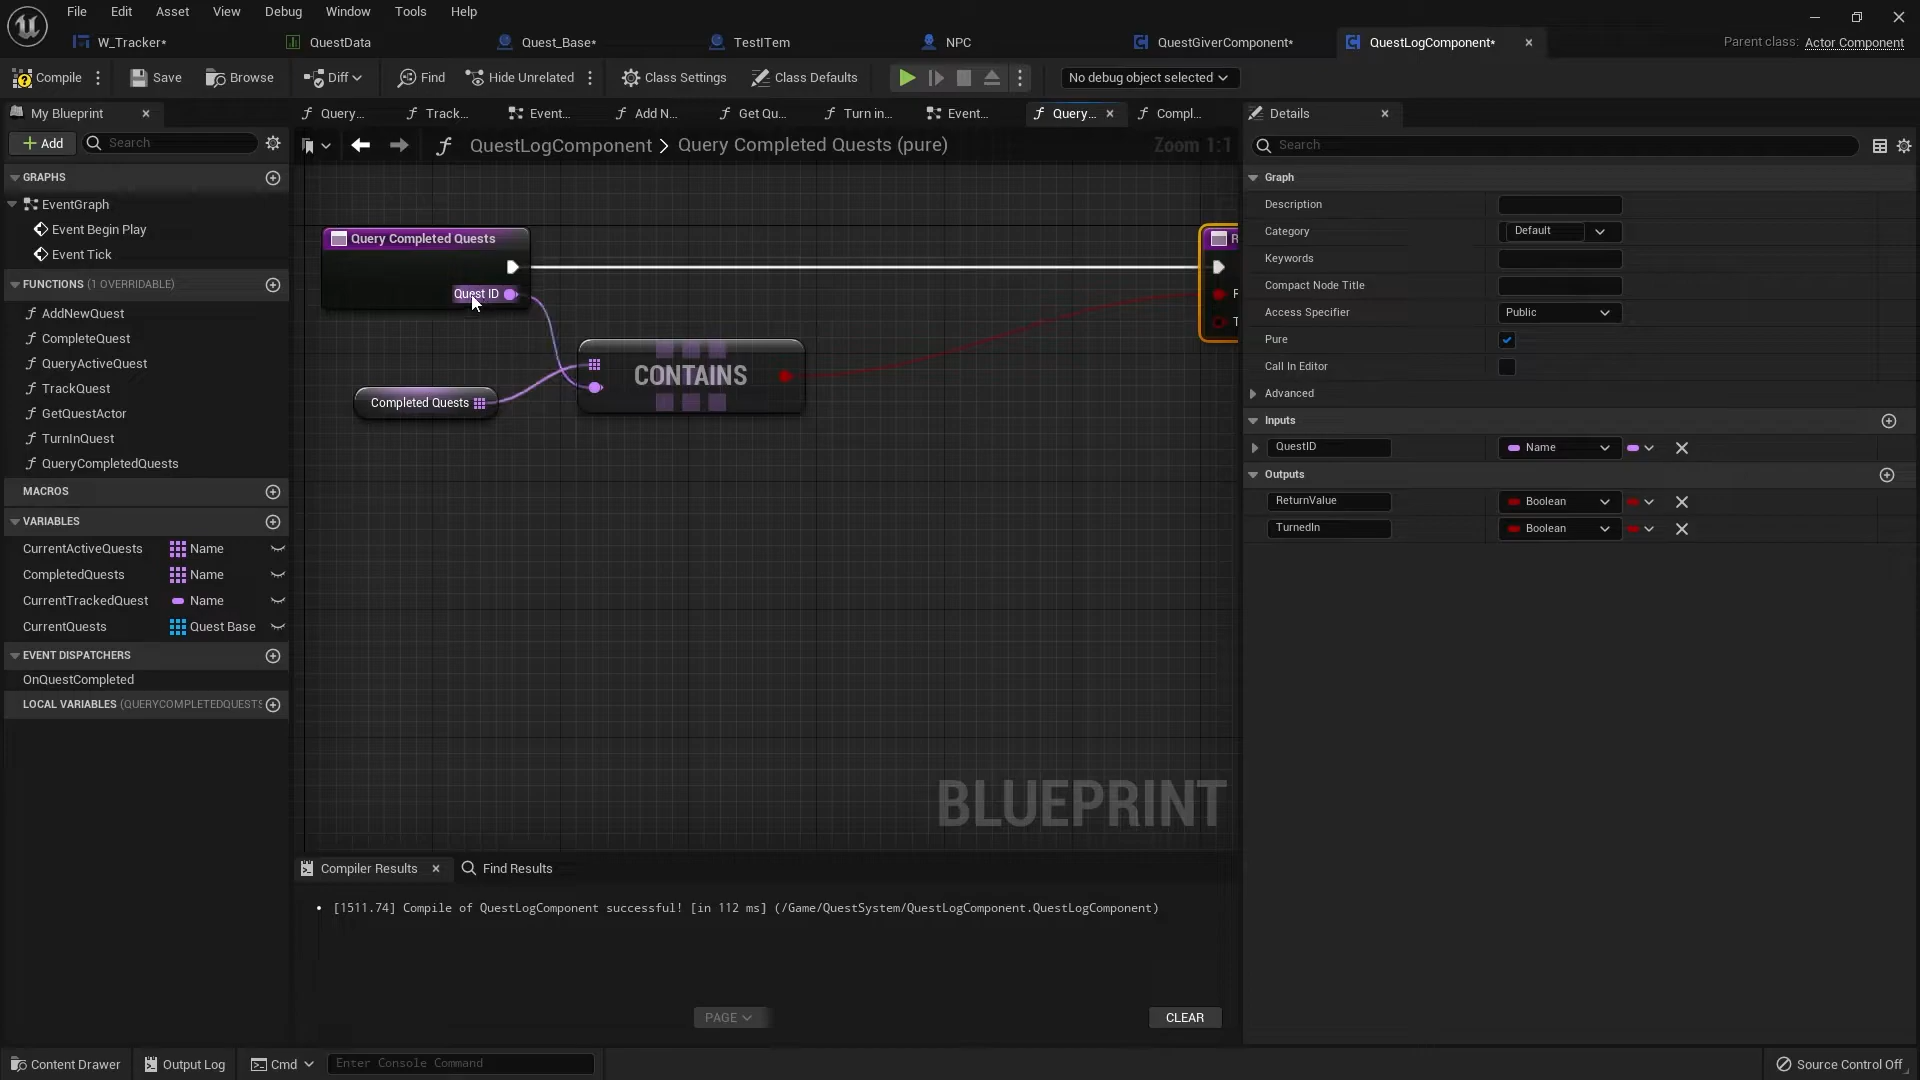 File Edit Asset View Debug Window Tools Help
W_Tracker* QuestData Quest_Base* TestITem NPC QuestGiverComponent* QuestLogComponent* Parent class: Actor Component
Compile Save Browse Diff Find Hide Unrelated Class Settings Class Defaults No debug object selected
My Blueprint Query... Track... Event... Add N... Get Qu... Turn in... Event... Query... Compl... Details
Add Search QuestLogComponent > Query Completed Quests (pure) Zoom 1:1 Search
GRAPHS
EventGraph
Event Begin Play
Event Tick
FUNCTIONS (1 OVERRIDABLE)
AddNewQuest
CompleteQuest
QueryActiveQuest
TrackQuest
GetQuestActor
TurnInQuest
QueryCompletedQuests
MACROS
VARIABLES
CurrentActiveQuests Name
CompletedQuests Name
CurrentTrackedQuest Name
CurrentQuests Quest Base
EVENT DISPATCHERS
OnQuestCompleted
LOCAL VARIABLES (QUERYCOMPLETEDQUESTS
Query Completed Quests
Quest ID
Completed Quests
CONTAINS
R
T
BLUEPRINT
Graph
Description
Category Default
Keywords
Compact Node Title
Access Specifier Public
Pure
Call In Editor
Advanced
Inputs
QuestID Name
Outputs
ReturnValue Boolean
TurnedIn Boolean
Compiler Results Find Results
• [1511.74] Compile of QuestLogComponent successful! [in 112 ms] (/Game/QuestSystem/QuestLogComponent.QuestLogComponent)
PAGE CLEAR
Content Drawer Output Log Cmd Enter Console Command Source Control Off